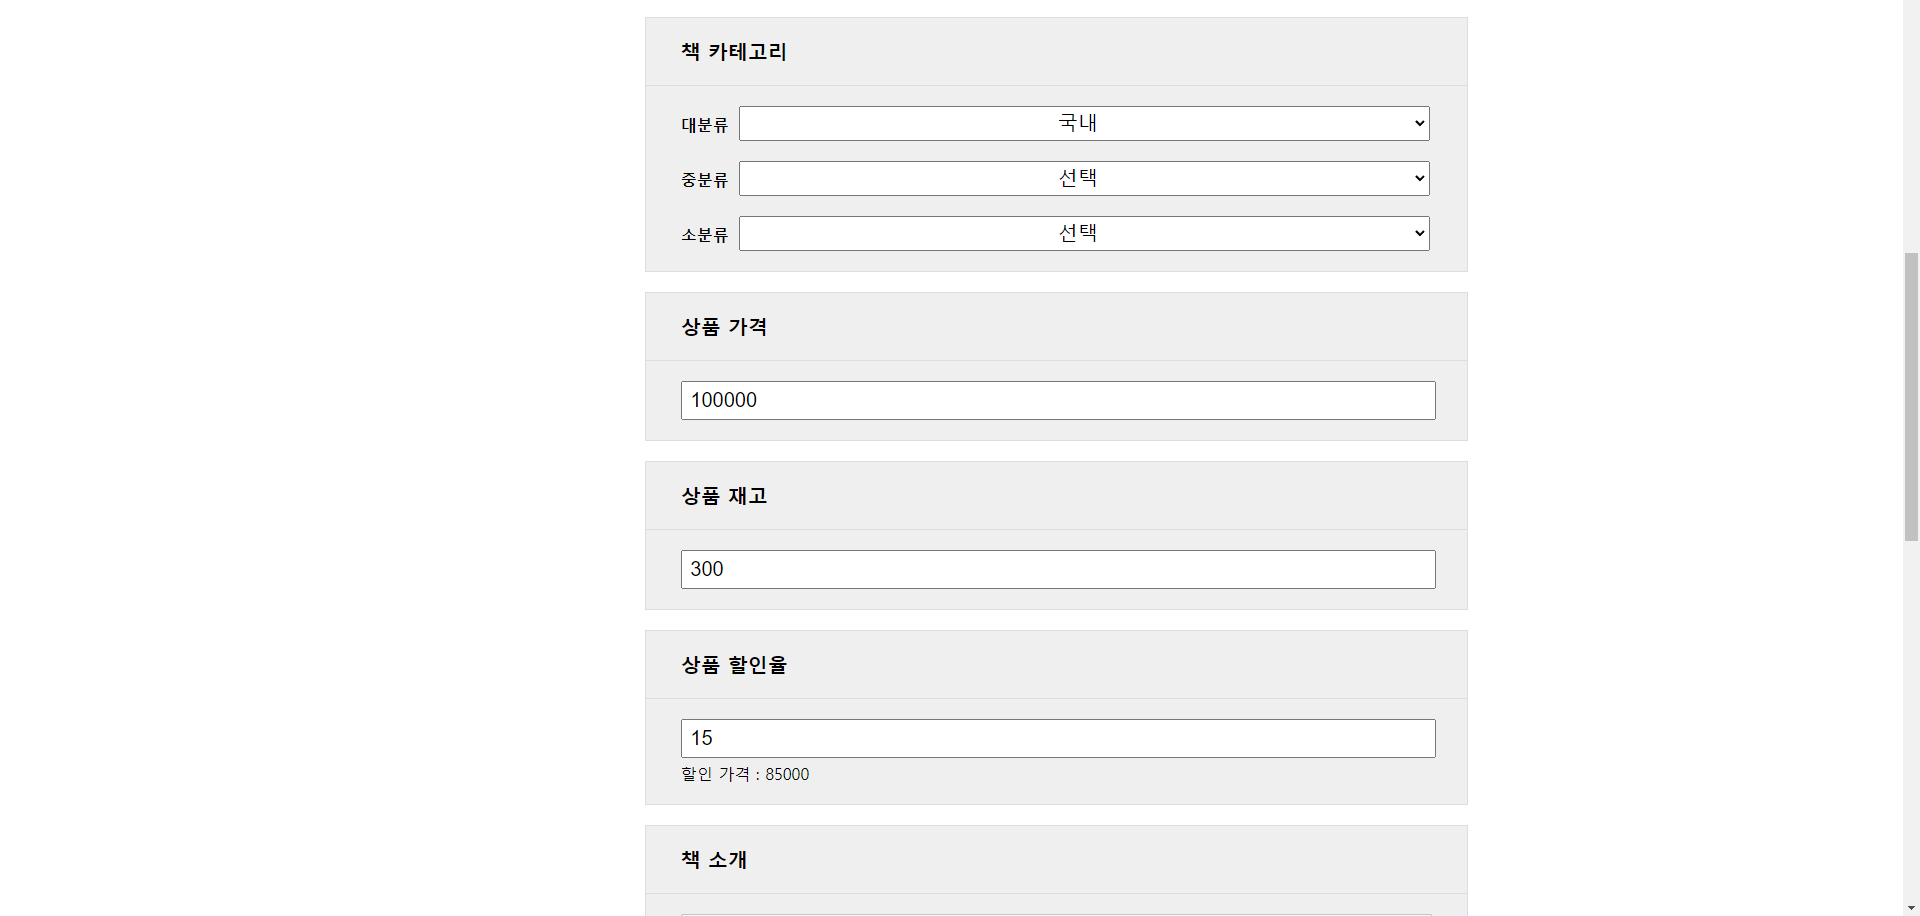 책 카테고리
대분류 국내
중분류 선택
소분류 선택
상품 가격
100000
상품 재고
300
상품 할인율
15
할인 가격 : 85000
책 소개